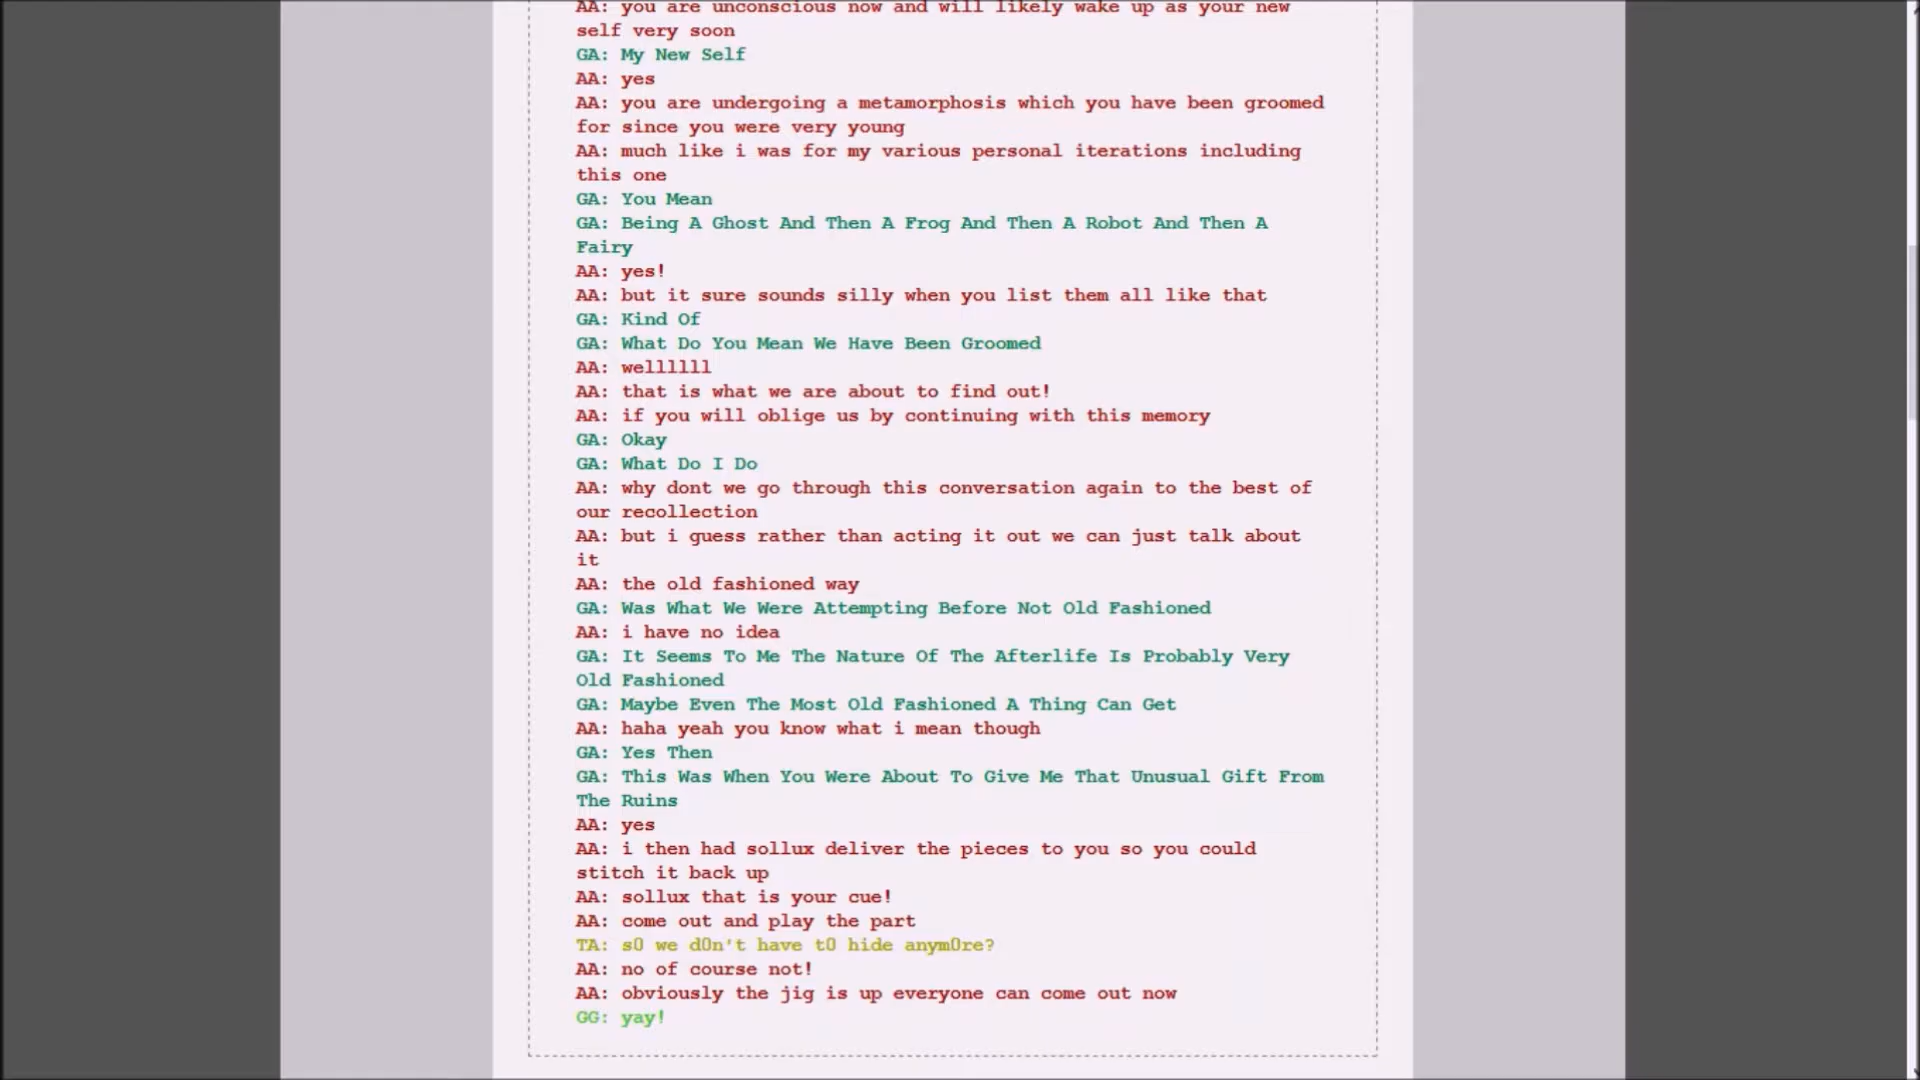 AA: you are unconscious now and will likely wake up as your new
self very soon
GA: My New Self
AA: yes
AA: you are undergoing a metamorphosis which you have been groomed
for since you were very young
AA: much like i was for my various personal iterations including
this one
GA: You Mean
GA: Being A Ghost And Then A Frog And Then A Robot And Then A
Fairy
AA: yes!
AA: but it sure sounds silly when you list them all like that
GA: Kind Of
GA: What Do You Mean We Have Been Groomed
AA: wellllll
AA: that is what we are about to find out!
AA: if you will oblige us by continuing with this memory
GA: Okay
GA: What Do I Do
AA: why dont we go through this conversation again to the best of
our recollection
AA: but i guess rather than acting it out we can just talk about
it
AA: the old fashioned way
GA: Was What We Were Attempting Before Not Old Fashioned
AA: i have no idea
GA: It Seems To Me The Nature Of The Afterlife Is Probably Very
Old Fashioned
GA: Maybe Even The Most Old Fashioned A Thing Can Get
AA: haha yeah you know what i mean though
GA: Yes Then
GA: This Was When You Were About To Give Me That Unusual Gift From
The Ruins
AA: yes
AA: i then had sollux deliver the pieces to you so you could
stitch it back up
AA: sollux that is your cue!
AA: come out and play the part
TA: s0 we d0n't have t0 hide anym0re?
AA: no of course not!
AA: obviously the jig is up everyone can come out now
GG: yay!